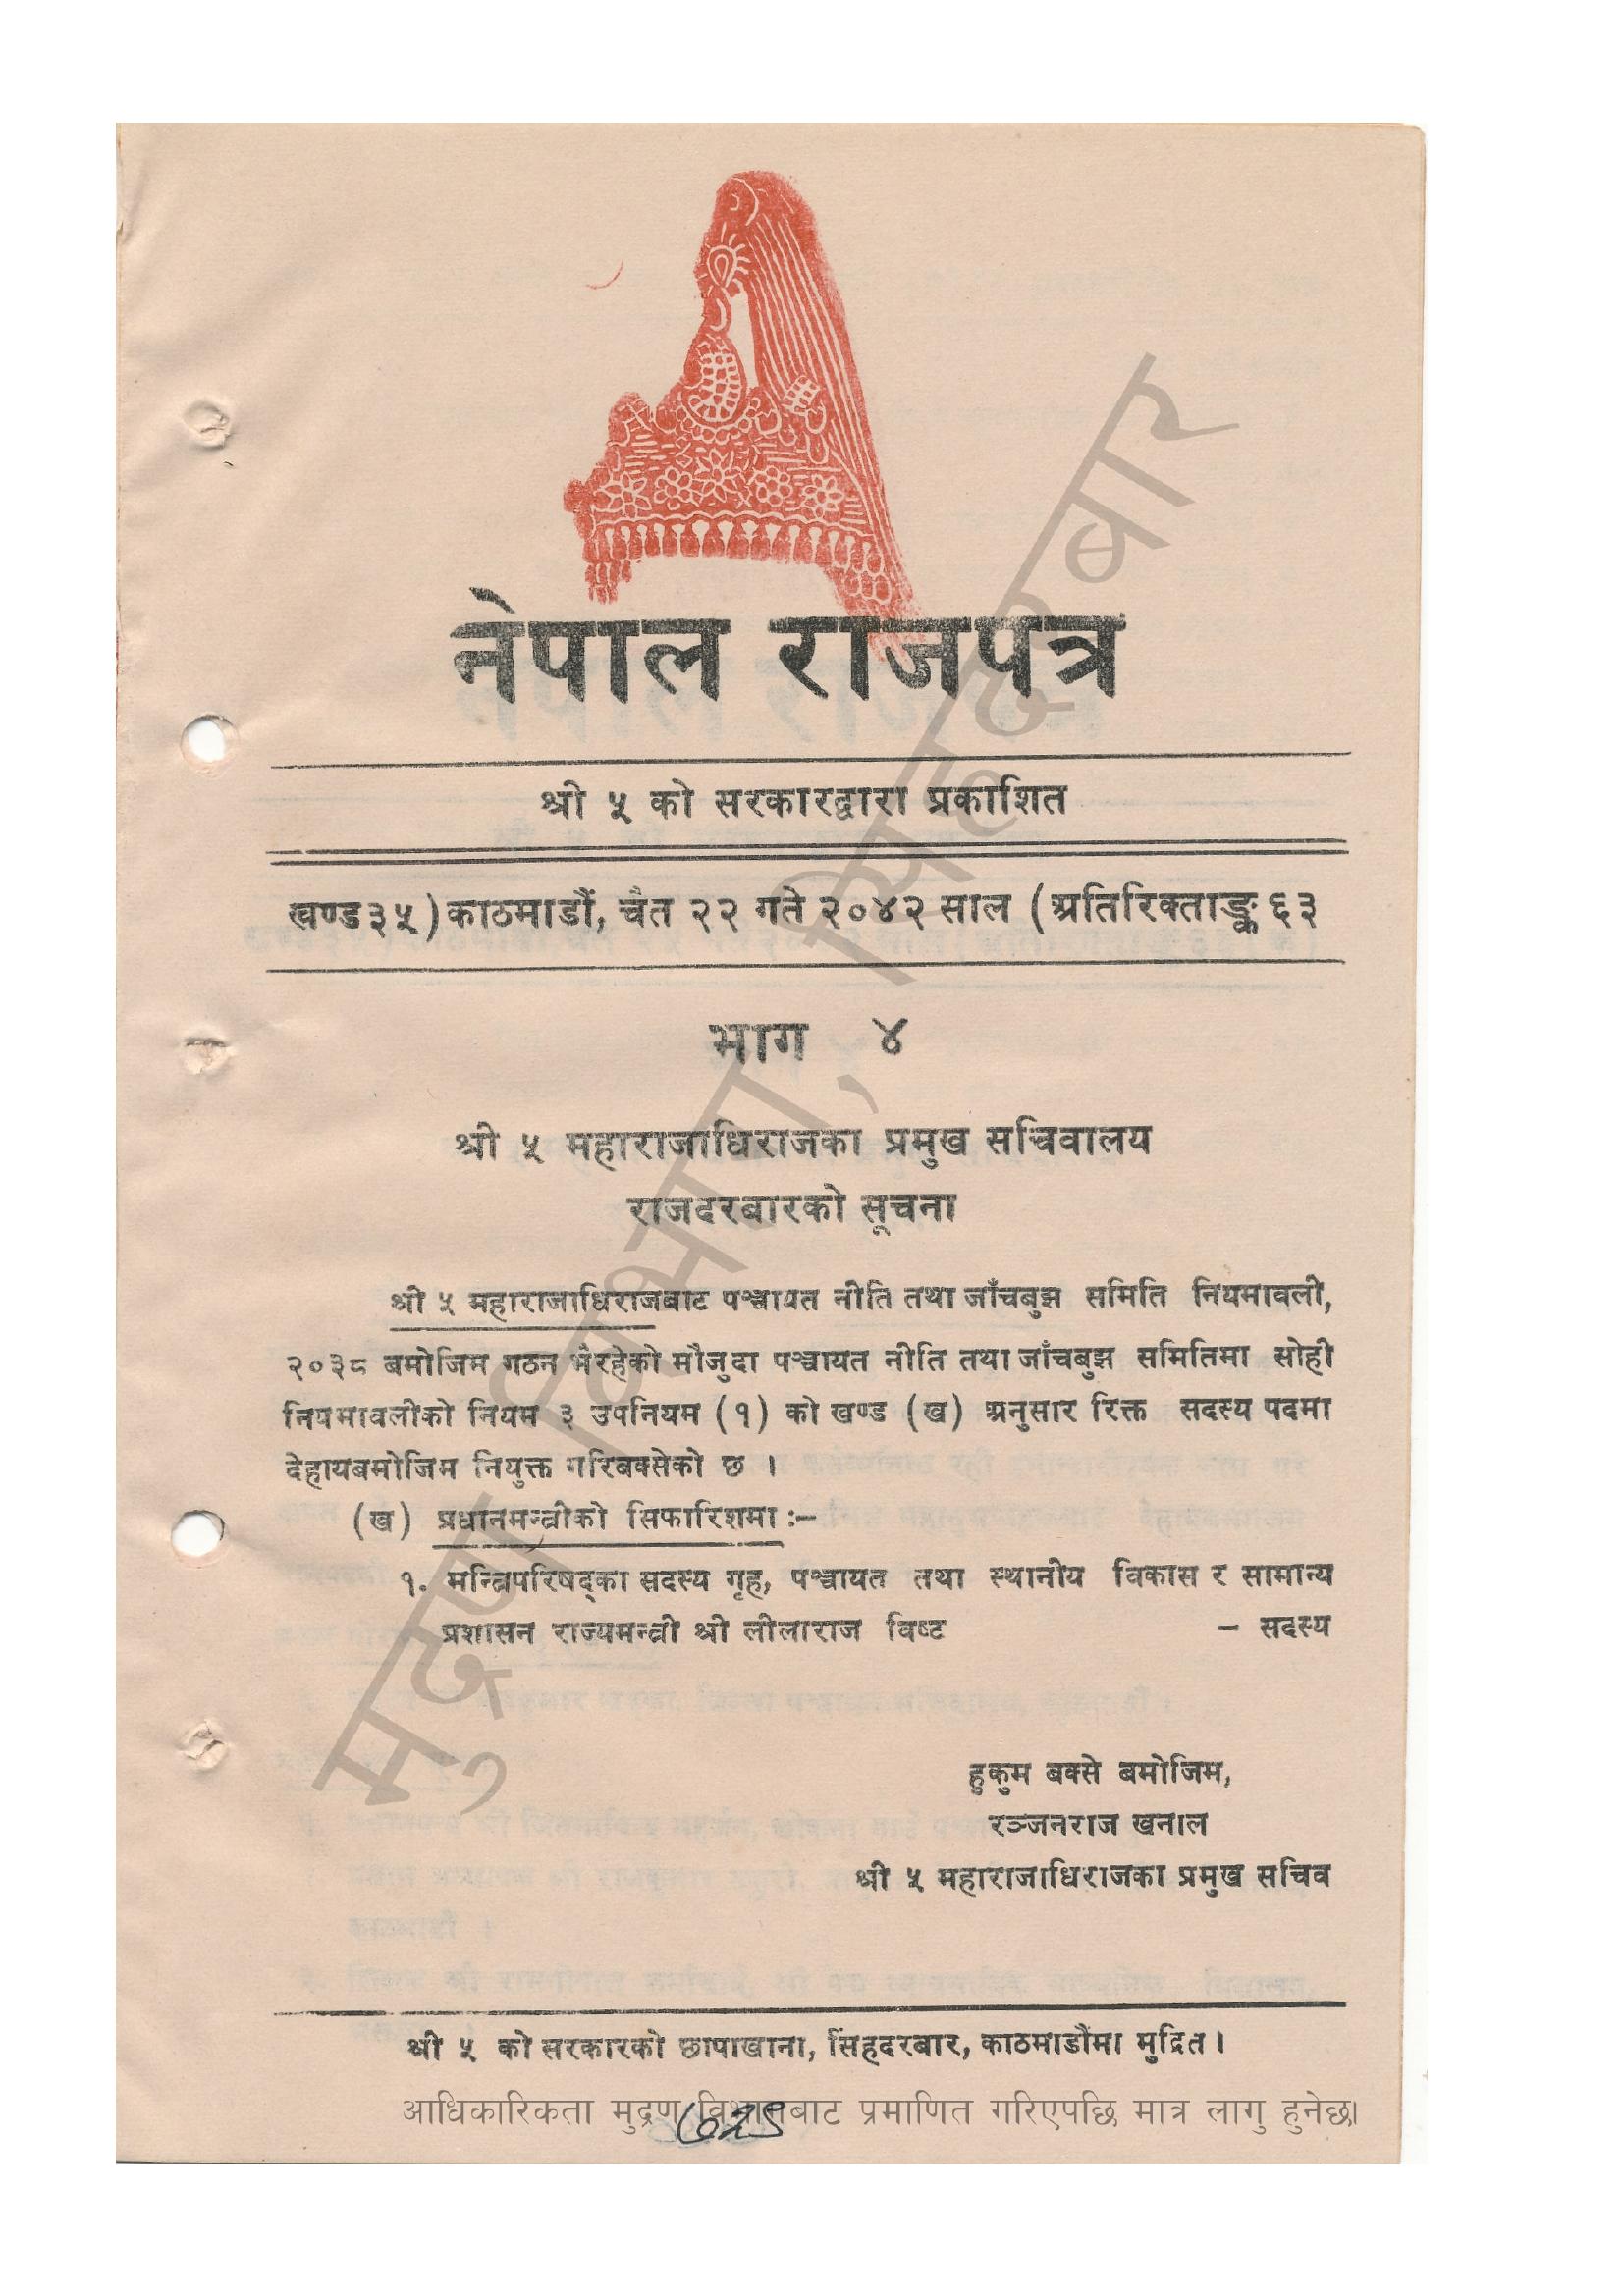 नेपाल राजपत्र
श्री ५ को सरकारद्वारा प्रकाशित
खण्ड ३५) काठमाडौं, चैत २२ गते २०४२ साल (अतिरिक्ताङ्क ६३
भाग ४
श्री ५ महाराजाधिराजका प्रमुख सचिवालय
राजदरबारको सूचना
श्री ५ महाराजाधिराजबाट पञ्चायत नीति तथा जाँचबुझ समिति नियमावली,
२०३८ बमोजिम गठन भैरहेको मौजुदा पञ्चायत नीति तथा जाँचबुझ समितिमा सोही
नियमावलीको नियम ३ उपनियम (१) को खण्ड (ख) अनुसार रिक्त सदस्य पदमा
देहायबमोजिम नियुक्त गरिबक्सेको छ ।
(ख) प्रधानमन्त्रीको सिफारिशमा :–
१. मन्त्रिपरिषद्का सदस्य गृह, पञ्चायत तथा स्थानीय विकास र सामान्य
प्रशासन राज्यमन्त्री श्री लीलाराज विष्ट – सदस्य
हुकुम बक्से बमोजिम,
रञ्जनराज खनाल
श्री ५ महाराजाधिराजका प्रमुख सचिव
श्री ५ को सरकारको छापाखाना, सिंहदरबार, काठमाडौंमा मुद्रित ।
आधिकारिकता मुद्रण विभागबाट प्रमाणित गरिएपछि मात्र लागु हुनेछ।
७२९
मुद्रण विभाग, सिंहदरबार